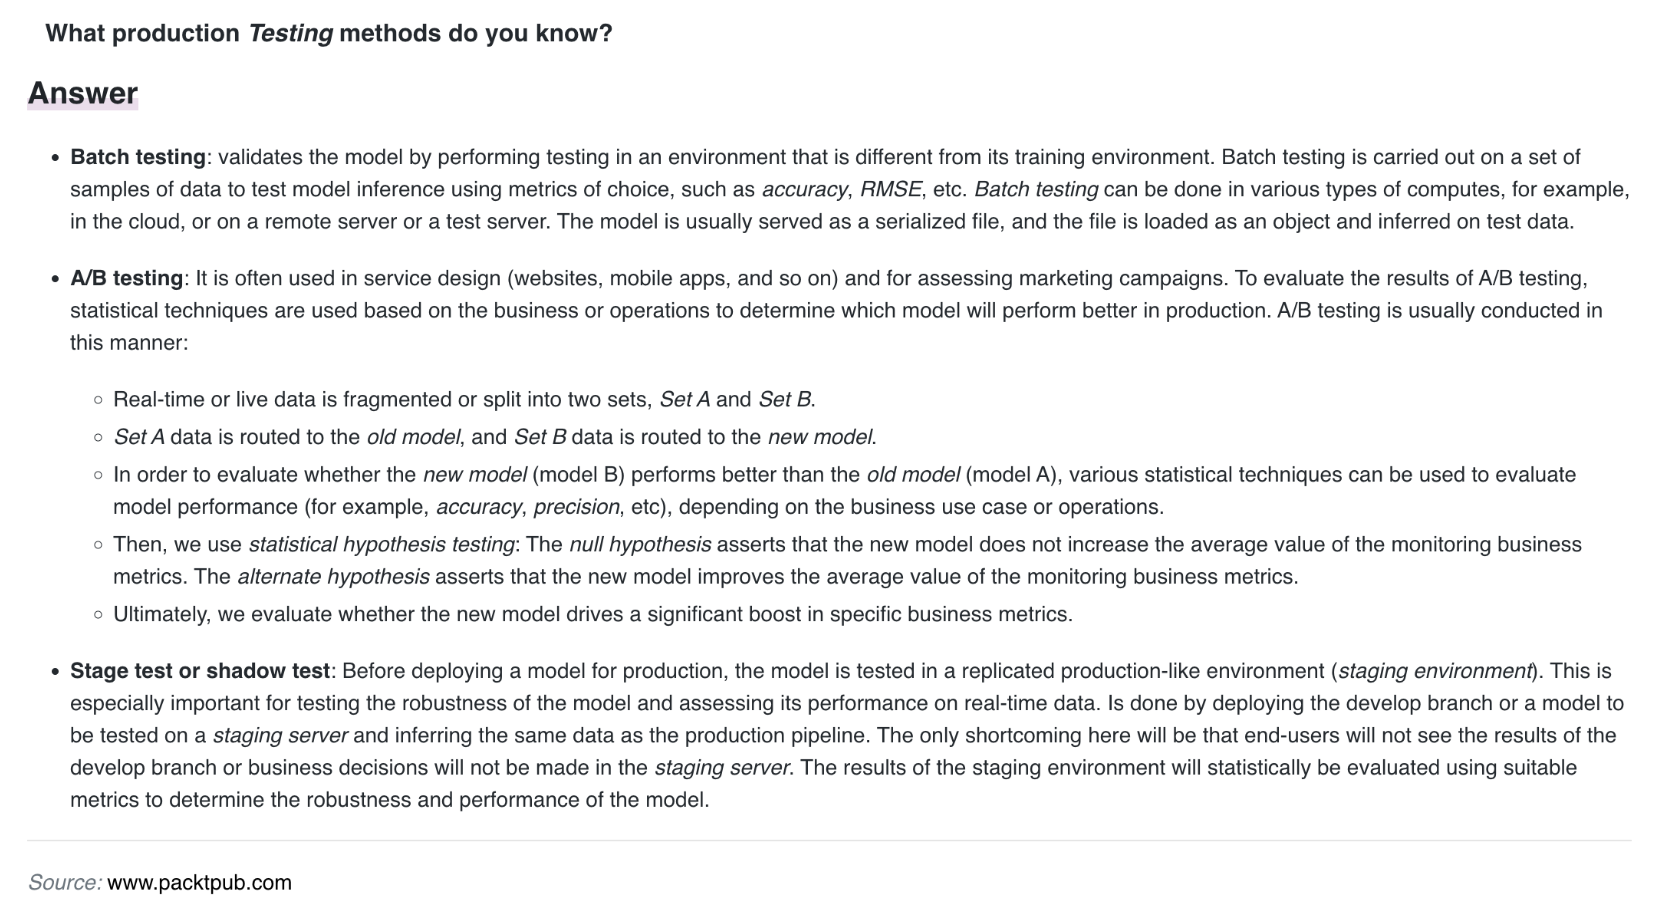 What production Testing methods do you know?
Answer
• Batch testing: validates the model by performing testing in an environment that is different from its training environment. Batch testing is carried out on a set of
samples of data to test model inference using metrics of choice, such as accuracy, RMSE, etc. Batch testing can be done in various types of computes, for example,
in the cloud, or on a remote server or a test server. The model is usually served as a serialized file, and the file is loaded as an object and inferred on test data.
• A/B testing: It is often used in service design (websites, mobile apps, and so on) and for assessing marketing campaigns. To evaluate the results of A/B testing,
statistical techniques are used based on the business or operations to determine which model will perform better in production. A/B testing is usually conducted in
this manner:
◦ Real-time or live data is fragmented or split into two sets, Set A and Set B.
◦ Set A data is routed to the old model, and Set B data is routed to the new model.
◦ In order to evaluate whether the new model (model B) performs better than the old model (model A), various statistical techniques can be used to evaluate
model performance (for example, accuracy, precision, etc), depending on the business use case or operations.
◦ Then, we use statistical hypothesis testing: The null hypothesis asserts that the new model does not increase the average value of the monitoring business
metrics. The alternate hypothesis asserts that the new model improves the average value of the monitoring business metrics.
◦ Ultimately, we evaluate whether the new model drives a significant boost in specific business metrics.
• Stage test or shadow test: Before deploying a model for production, the model is tested in a replicated production-like environment (staging environment). This is
especially important for testing the robustness of the model and assessing its performance on real-time data. Is done by deploying the develop branch or a model to
be tested on a staging server and inferring the same data as the production pipeline. The only shortcoming here will be that end-users will not see the results of the
develop branch or business decisions will not be made in the staging server. The results of the staging environment will statistically be evaluated using suitable
metrics to determine the robustness and performance of the model.
Source: www.packtpub.com